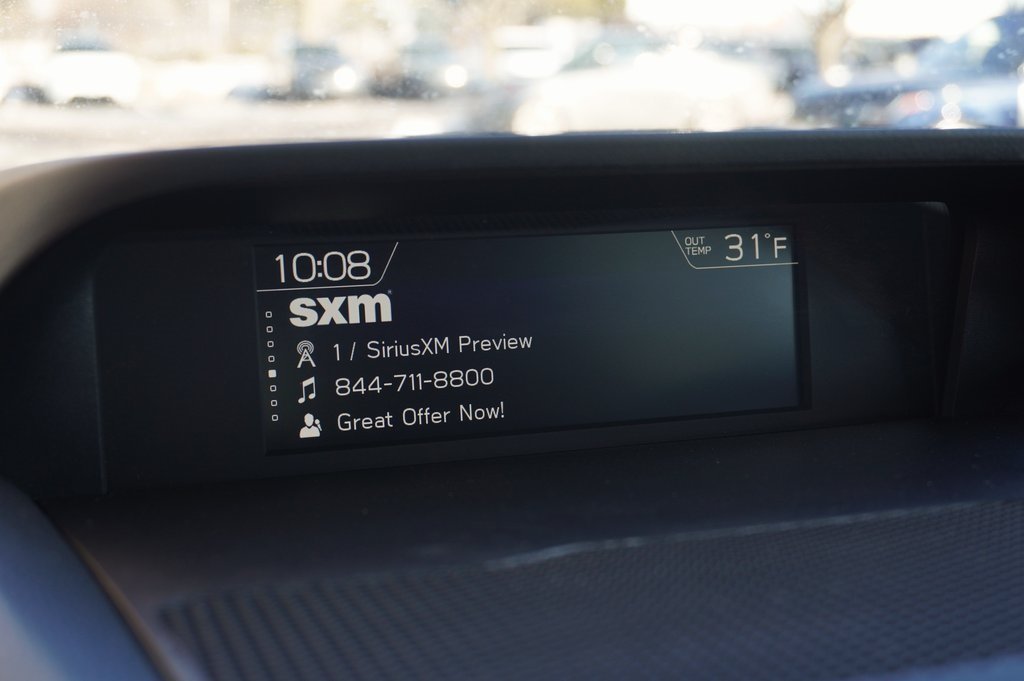 10:08
OUT TEMP 31°F
sxm
1 / SiriusXM Preview
844-711-8800
Great Offer Now!